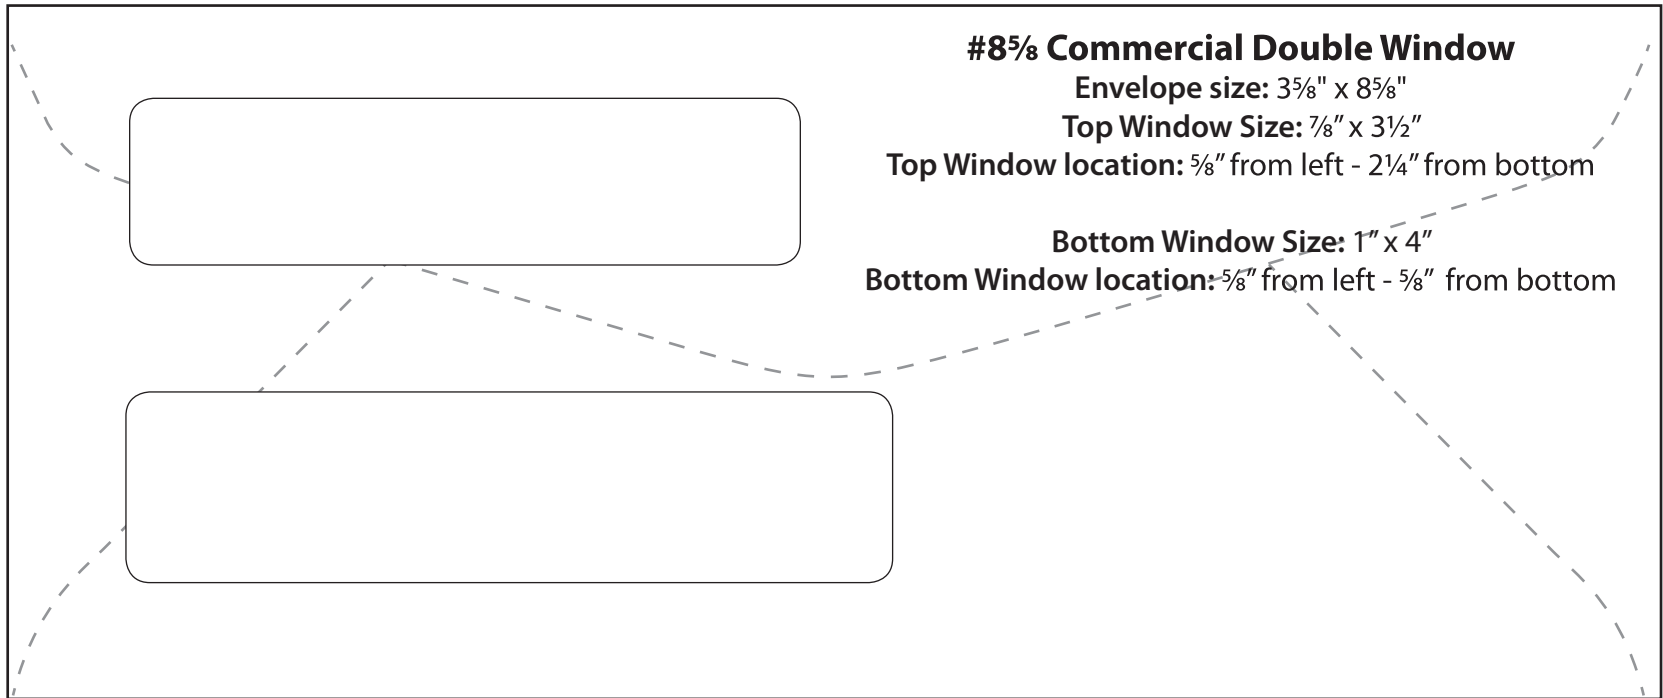 #8⅝ Commercial Double Window
Envelope size: 3⅝" x 8⅝"
Top Window Size: ⅞” x 3½”
Top Window location: ⅝” from left - 2¼” from bottom
Bottom Window Size: 1” x 4”
Bottom Window location: ⅝” from left - ⅝” from bottom